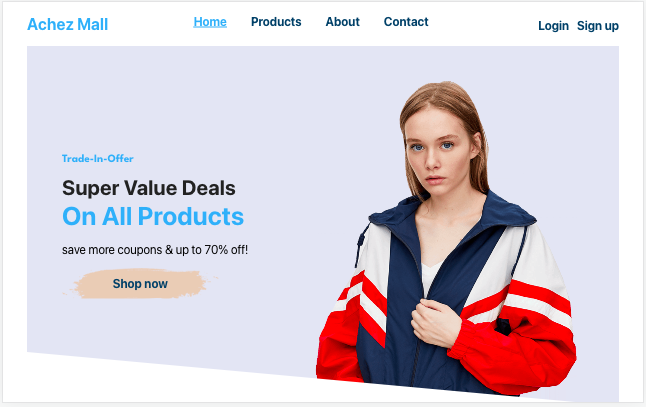 Achez Mall
Home Products About Contact
Login Sign up
Trade-In-Offer
Super Value Deals
On All Products
save more coupons & up to 70% off!
Shop now